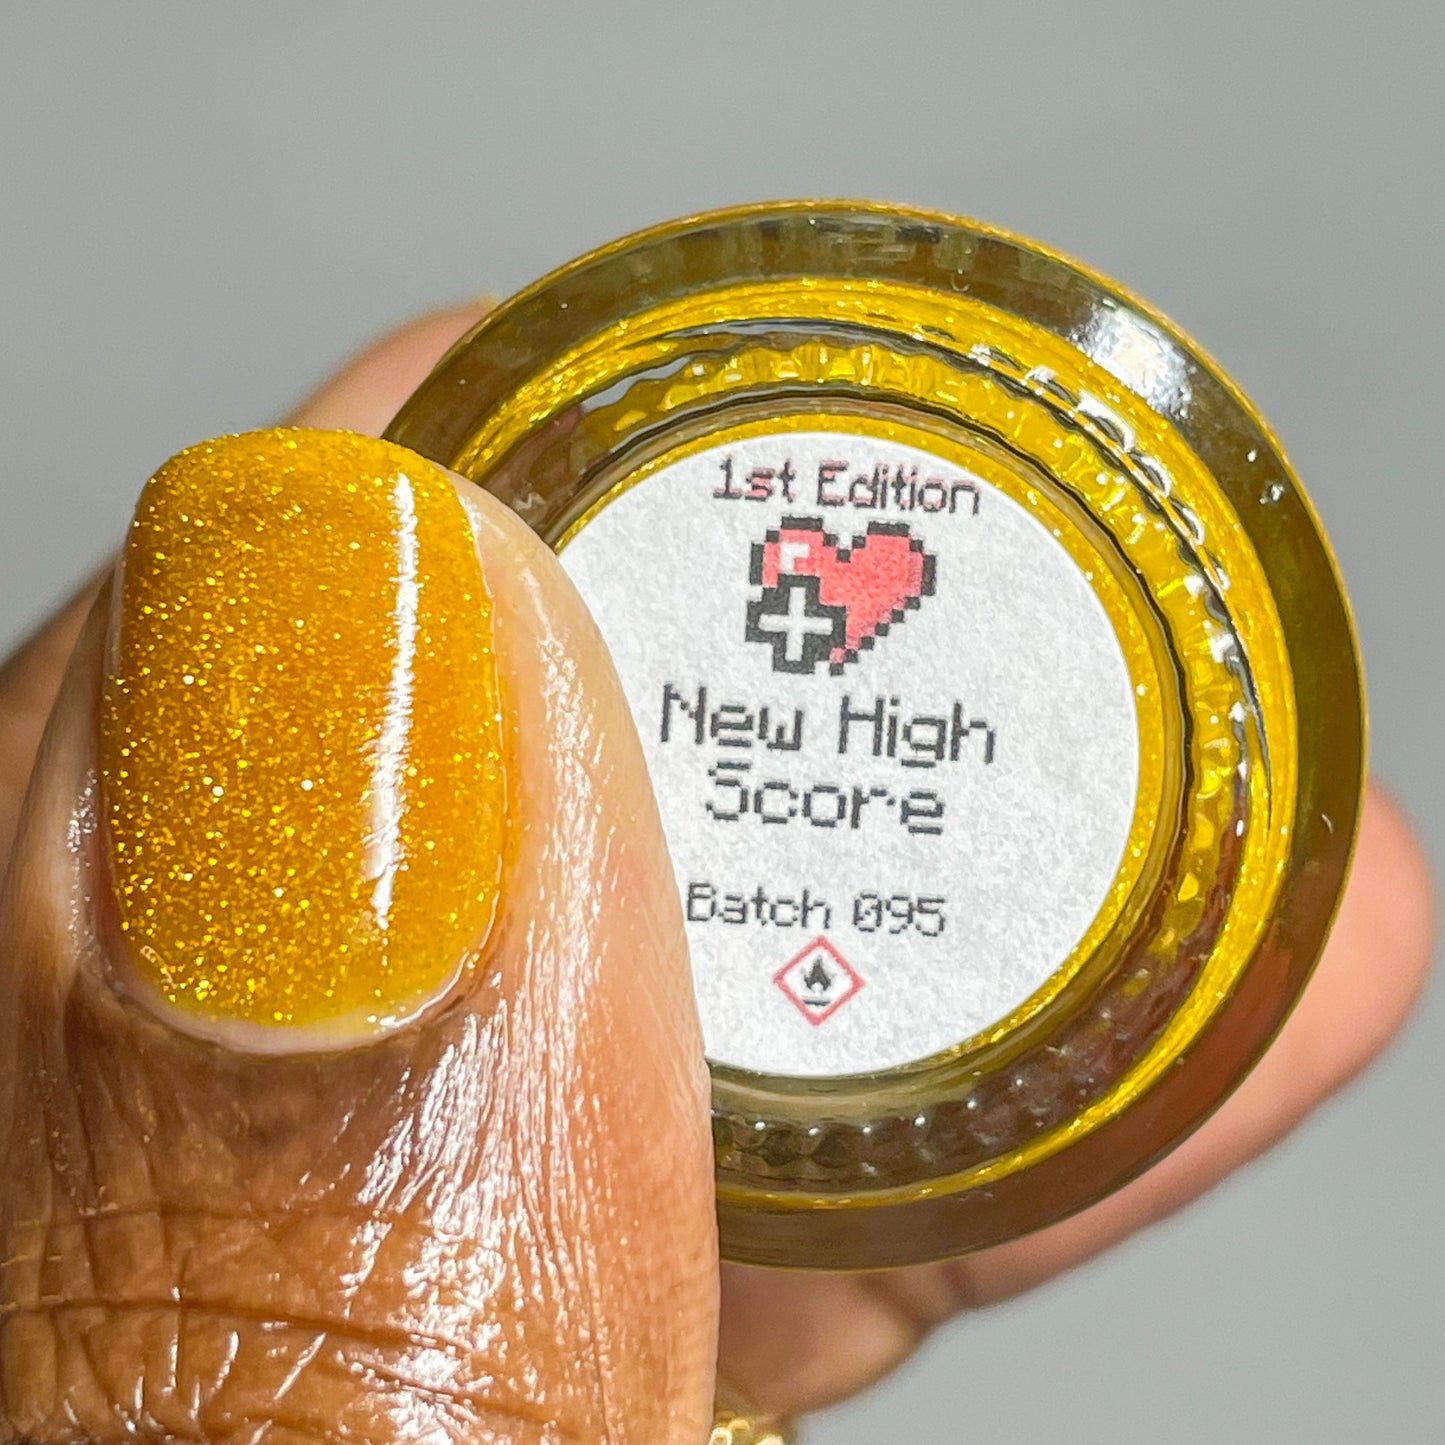 1st Edition
New High
Score
Batch 095